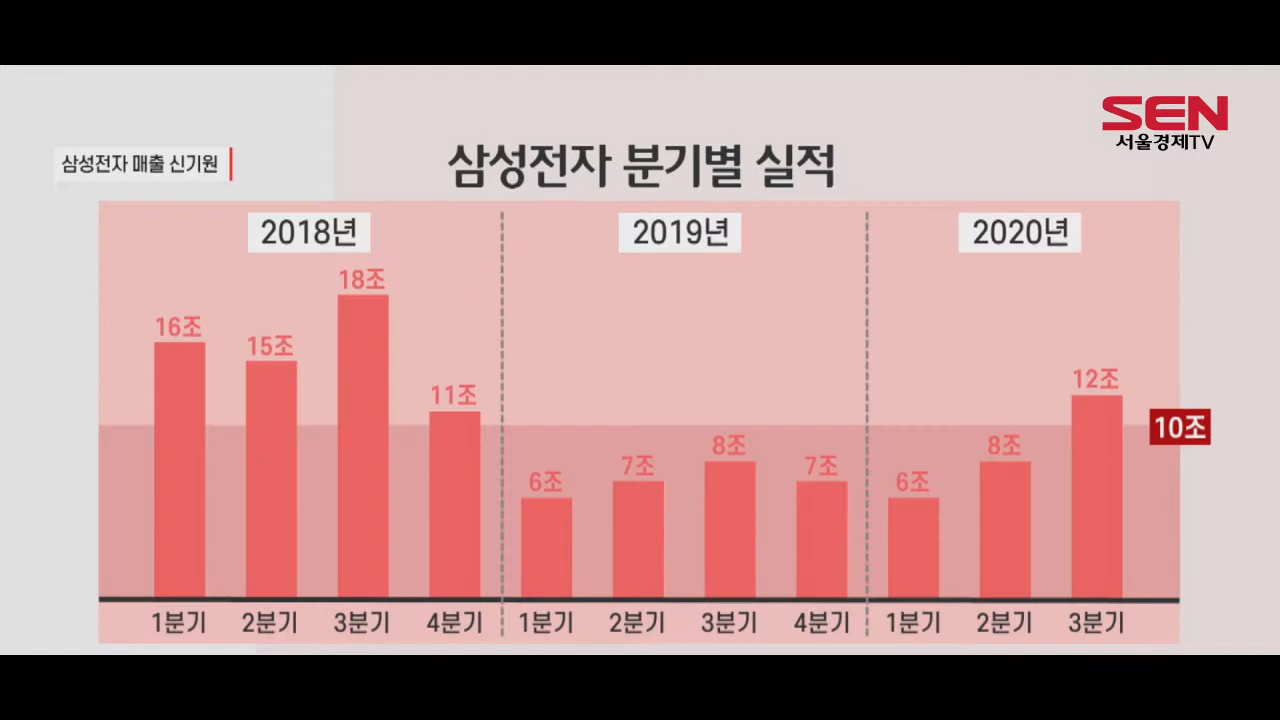 SEN
서울경제TV
삼성전자 매출 신기원
삼성전자 분기별 실적
2018년 2019년 2020년
16조 15조 18조 11조 6조 7조 8조 7조 6조 8조 12조
10조
1분기 2분기 3분기 4분기 1분기 2분기 3분기 4분기 1분기 2분기 3분기